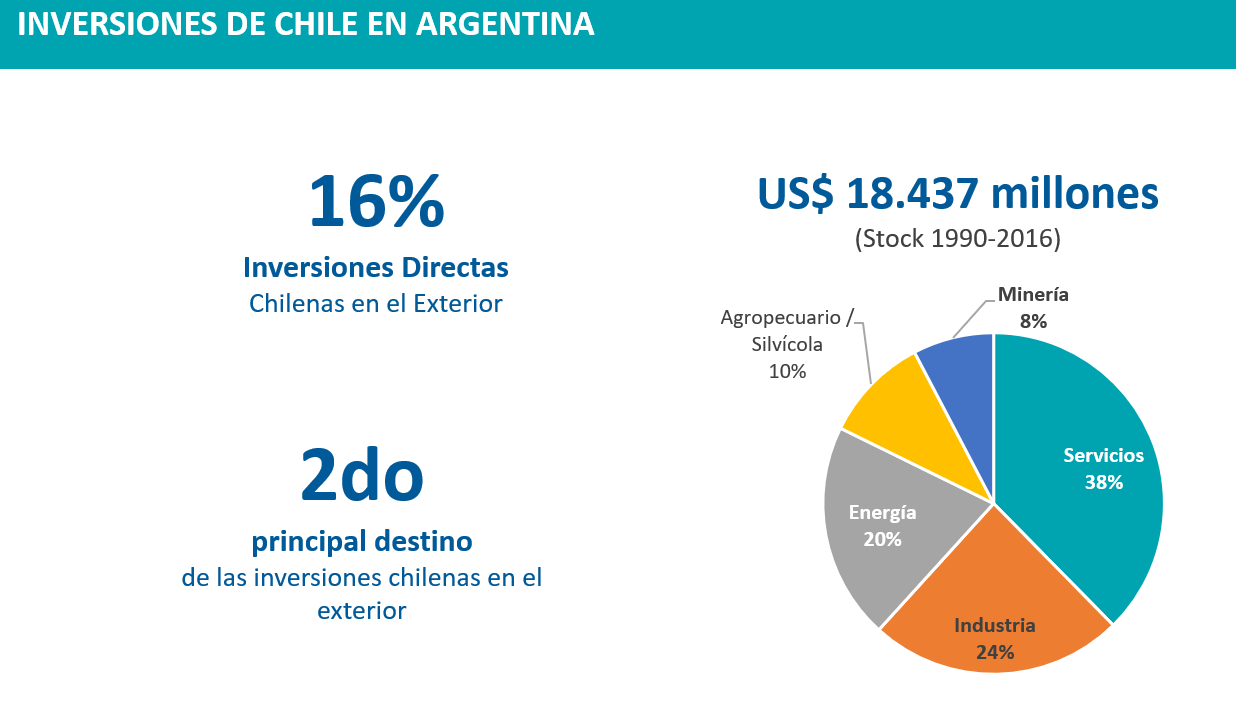 INVERSIONES DE CHILE EN ARGENTINA
16%
Inversiones Directas
Chilenas en el Exterior
2do
principal destino
de las inversiones chilenas en el
exterior
US$ 18.437 millones
(Stock 1990-2016)
Minería
8%
Agropecuario /
Silvícola
10%
Servicios
38%
Energía
20%
Industria
24%